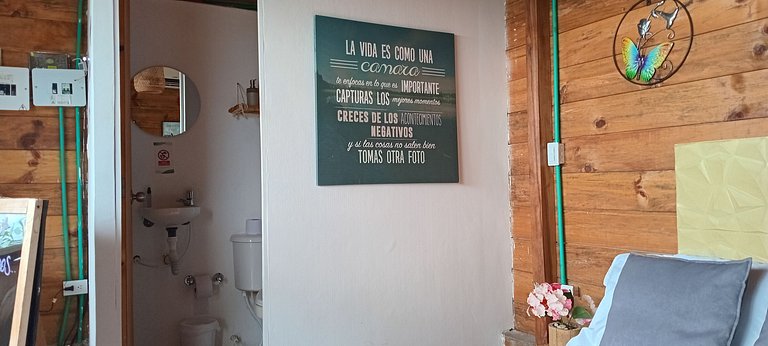 LA VIDA ES COMO UNA
camara
te enfocas en lo que es IMPORTANTE
CAPTURAS LOS mejores momentos
CRECES DE LOS ACONTECIMIENTOS
NEGATIVOS
y si las cosas no salen bien
TOMAS OTRA FOTO